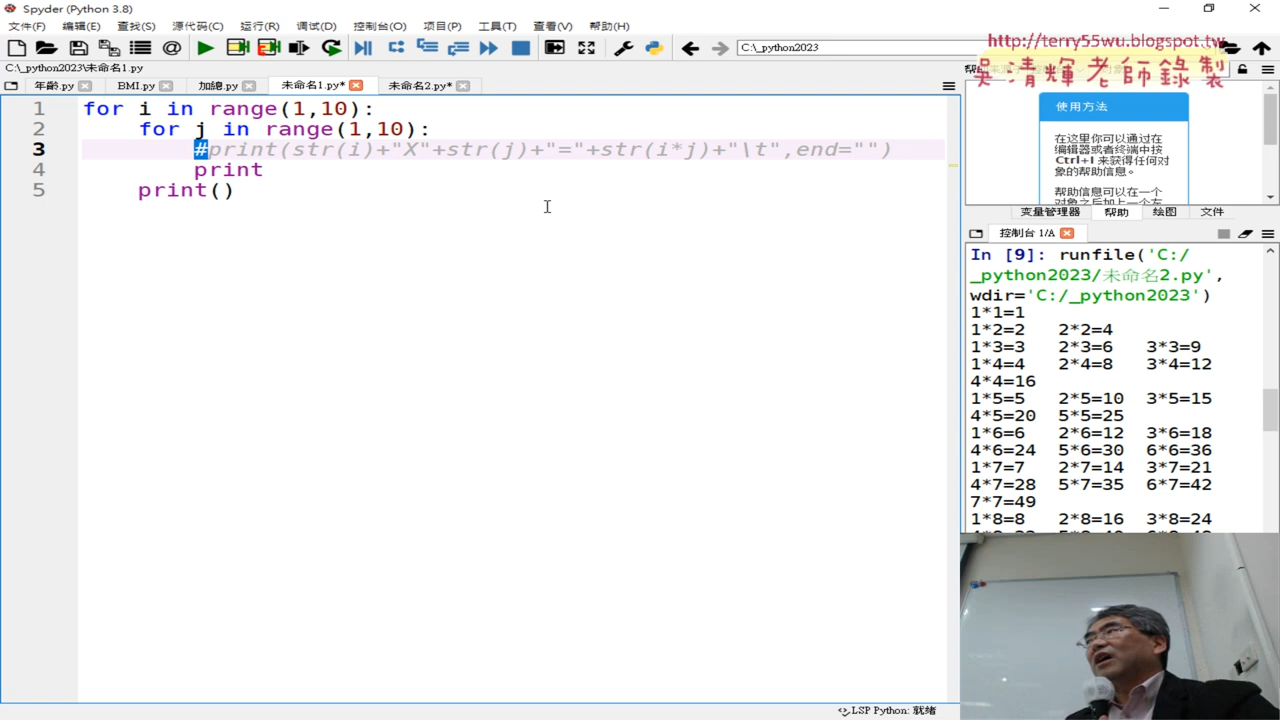 Spyder (Python 3.8)
文件(F) 编辑(E) 查找(S) 源代码(C) 运行(R) 调试(D) 控制台(O) 项目(P) 工具(T) 查看(V) 帮助(H)
C:\_python2023
http://terry55wu.blogspot.tw
吳清輝老師錄製
C:\_python2023\未命名1.py
年齡.py BMI.py 加總.py 未命名1.py* 未命名2.py*
1 for i in range(1,10):
2 for j in range(1,10):
3 #print(str(i)+"X"+str(j)+"="+str(i*j)+"\t",end="")
4 print
5 print()
使用方法
在这里你可以通过在
编辑器或者终端中按
Ctrl+I 来获得任何对
象的帮助信息。
帮助信息可以在一个
对象之后加上一个左
变量管理器 帮助 绘图 文件
控制台 1/A
In [9]: runfile('C:/
_python2023/未命名2.py',
wdir='C:/_python2023')
1*1=1
1*2=2 2*2=4
1*3=3 2*3=6 3*3=9
1*4=4 2*4=8 3*4=12
4*4=16
1*5=5 2*5=10 3*5=15
4*5=20 5*5=25
1*6=6 2*6=12 3*6=18
4*6=24 5*6=30 6*6=36
1*7=7 2*7=14 3*7=21
4*7=28 5*7=35 6*7=42
7*7=49
1*8=8 2*8=16 3*8=24
LSP Python: 就绪